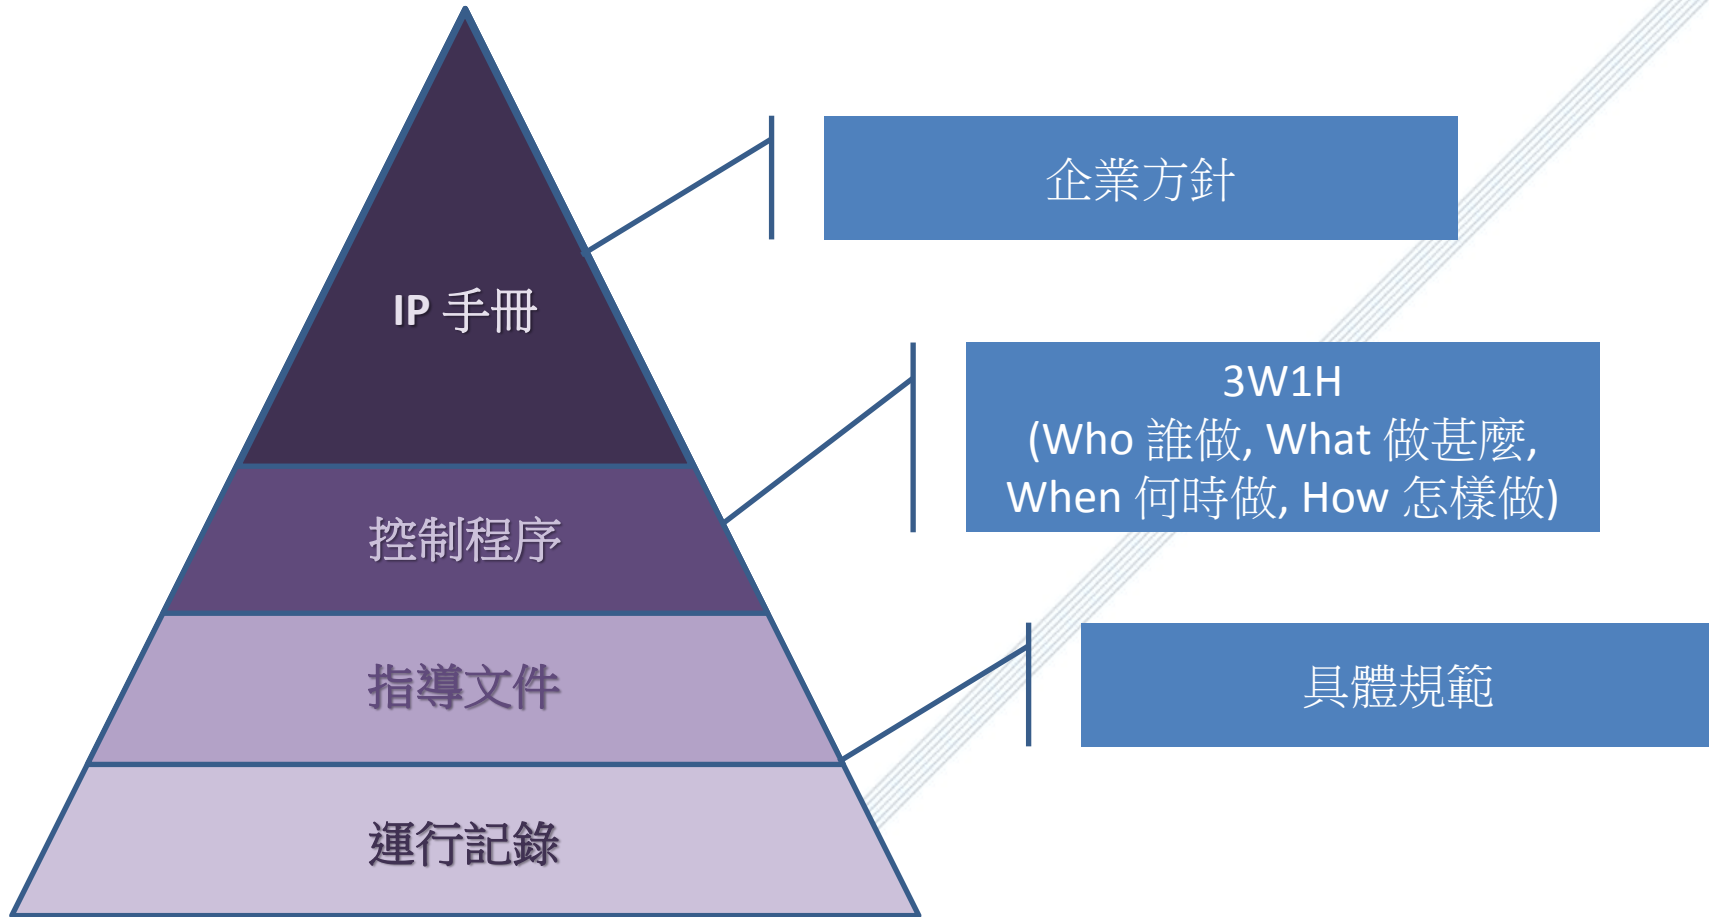 企業方針
IP 手冊
3W1H
(Who 誰做, What 做甚麼,
When 何時做, How 怎樣做)
控制程序
指導文件
具體規範
運行記錄